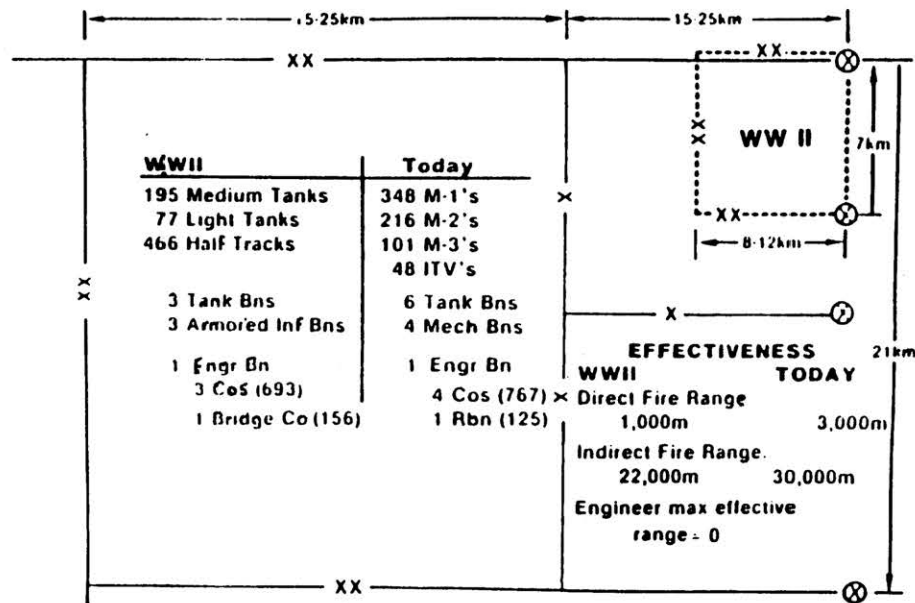 15-25km 15-25km
XX XX
WW II
7km
XX
8-12km
WWII Today
195 Medium Tanks 348 M-1's
77 Light Tanks 216 M-2's
466 Half Tracks 101 M-3's
48 ITV's
3 Tank Bns 6 Tank Bns
3 Armored Inf Bns 4 Mech Bns
1 Engr Bn 1 Engr Bn
3 Cos (693) 4 Cos (767)
1 Bridge Co (156) 1 Rbn (125)
XX
X
XX
X
X
21km
EFFECTIVENESS
WWII TODAY
Direct Fire Range
1,000m 3,000m
Indirect Fire Range.
22,000m 30,000m
Engineer max effective
range = 0
XX